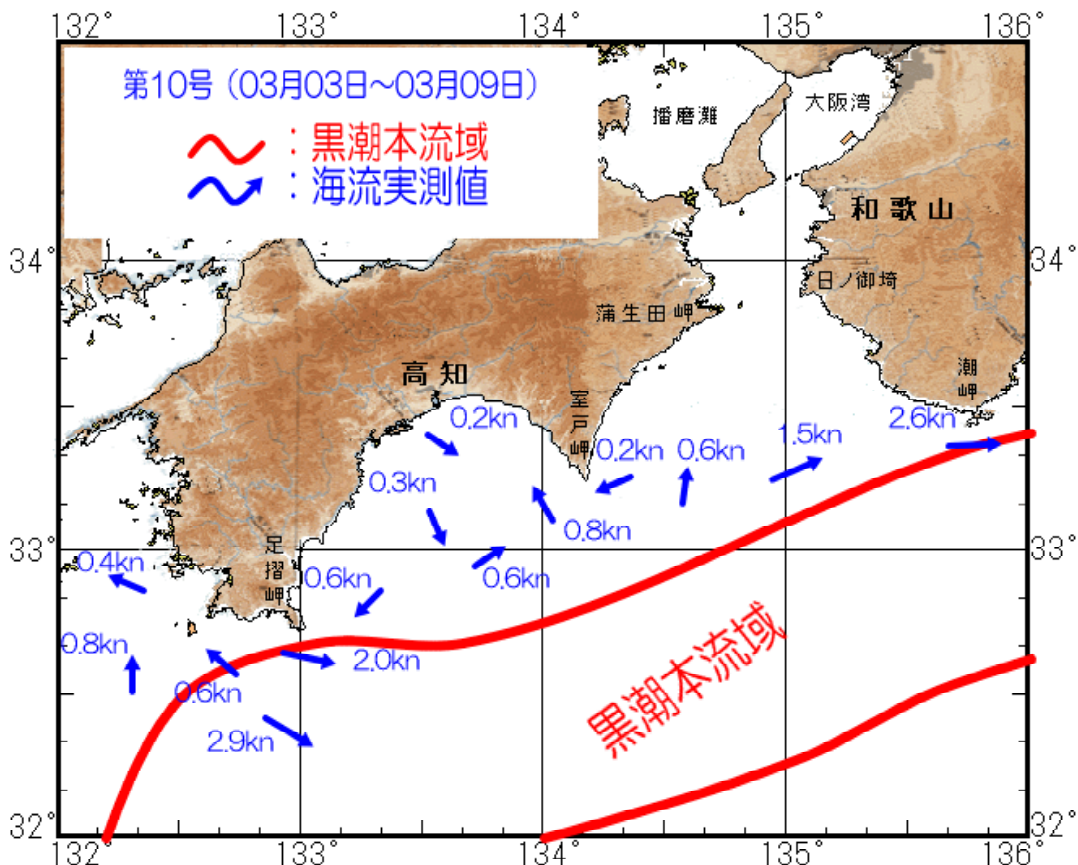 132° 133° 134° 135° 136°
第10号（03月03日～03月09日）
：黒潮本流域
：海流実測値
播磨灘
大阪湾
和歌山
34°
34°
日ノ御埼
蒲生田岬
潮岬
高知
室戸岬
0.2kn
0.2kn
0.6kn
1.5kn
2.6kn
0.3kn
0.8kn
33°
33°
足摺岬
0.4kn
0.6kn
0.6kn
0.8kn
0.6kn
2.0kn
2.9kn
黒潮本流域
32°
32°
132° 133° 134° 135° 136°